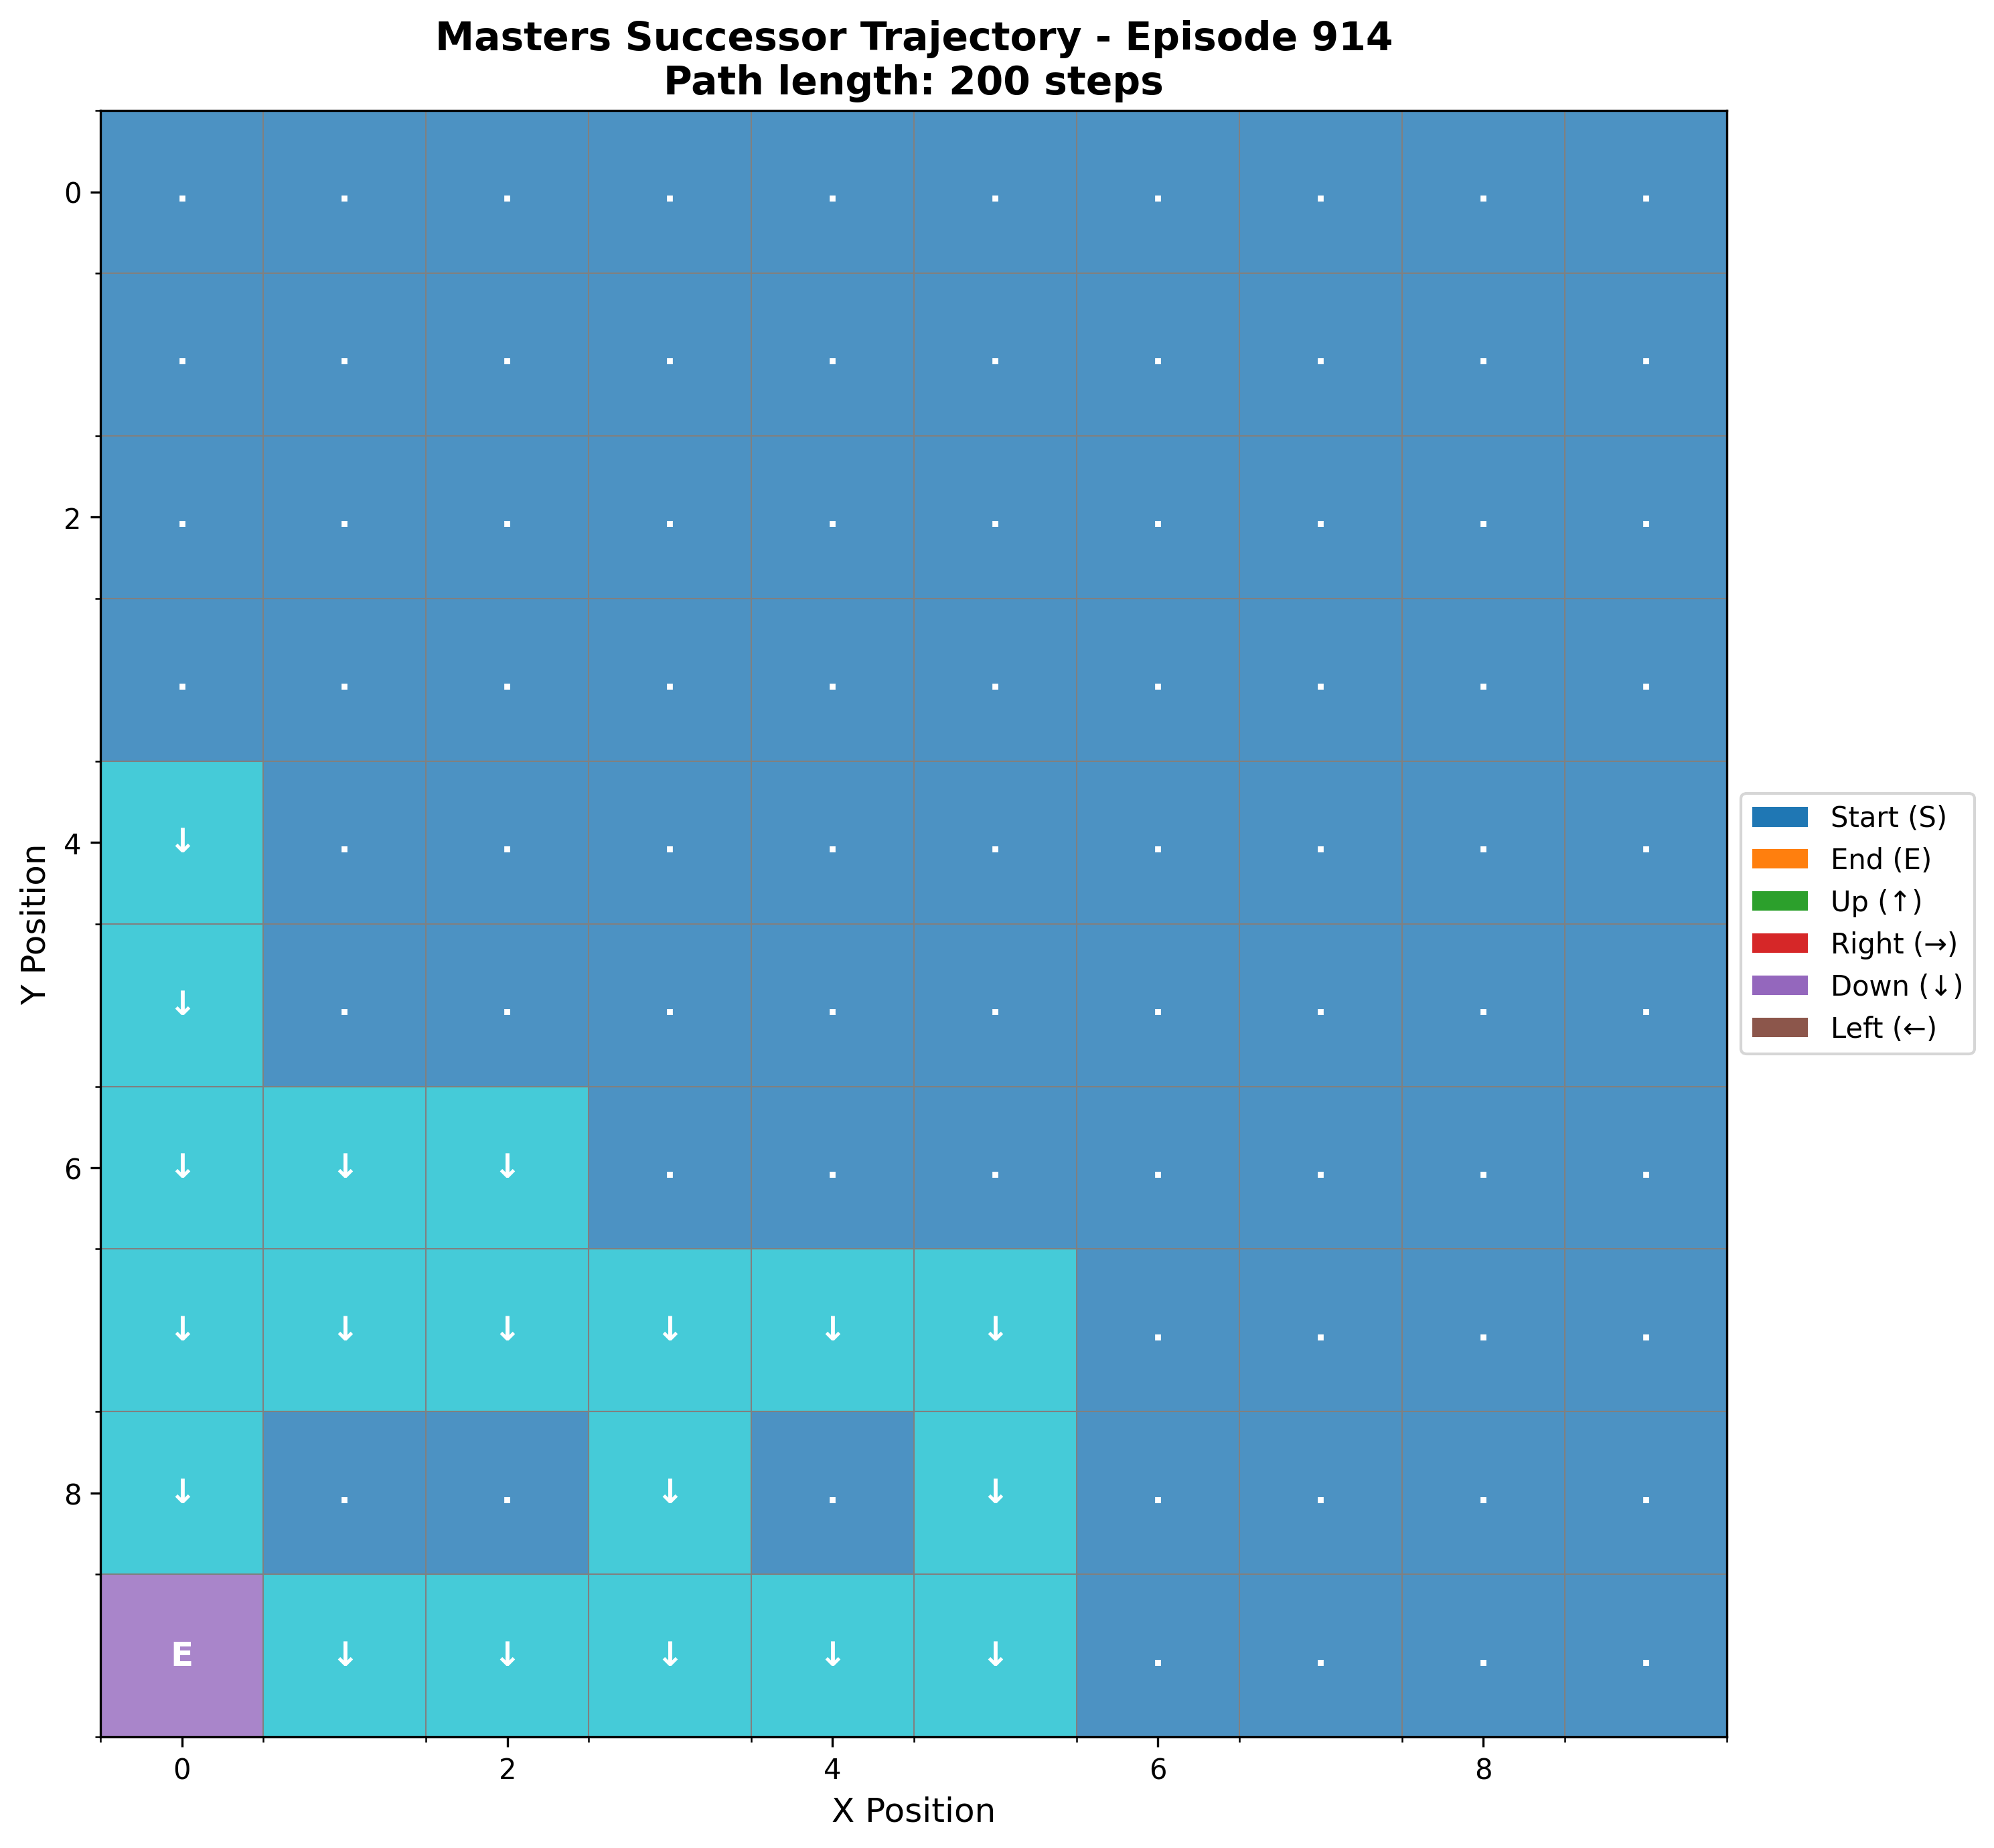 Masters Successor Trajectory - Episode 914
Path length: 200 steps
0 . . . . . . . . . .
. . . . . . . . . .
2 . . . . . . . . . .
. . . . . . . . . .
4 ↓ . . . . . . . . .
↓ . . . . . . . . .
6 ↓ ↓ ↓ . . . . . . .
↓ ↓ ↓ ↓ ↓ ↓ . . . .
8 ↓ . . ↓ . ↓ . . . .
E ↓ ↓ ↓ ↓ ↓ . . . .
0 2 4 6 8
X Position
Y Position
Start (S)
End (E)
Up (↑)
Right (→)
Down (↓)
Left (←)